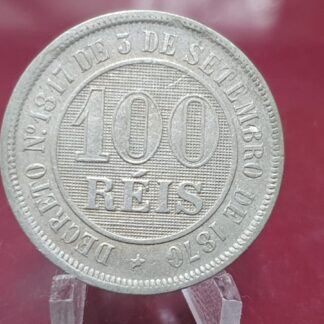 DECRETO Nº 1817 DE 3 DE SETEMBRO DE 1870
100
RÉIS